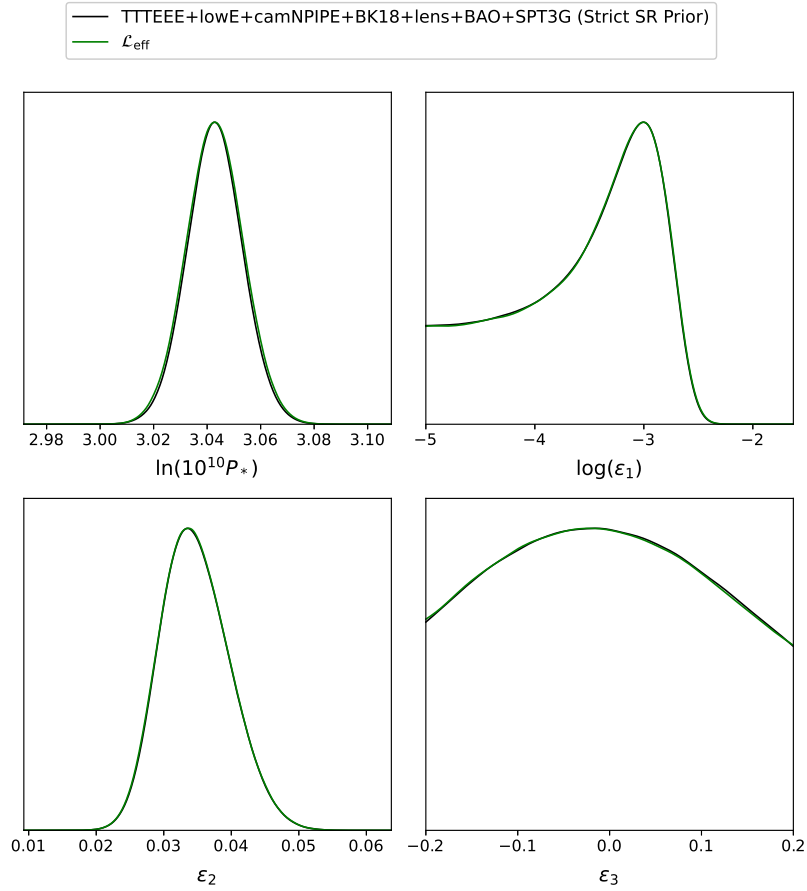 TTTEEE+lowE+camNPIPE+BK18+lens+BAO+SPT3G (Strict SR Prior)
ℒeff
2.98 3.00 3.02 3.04 3.06 3.08 3.10
ln(10¹⁰P*)
−5 −4 −3 −2
log(ε₁)
0.01 0.02 0.03 0.04 0.05 0.06
ε₂
−0.2 −0.1 0.0 0.1 0.2
ε₃